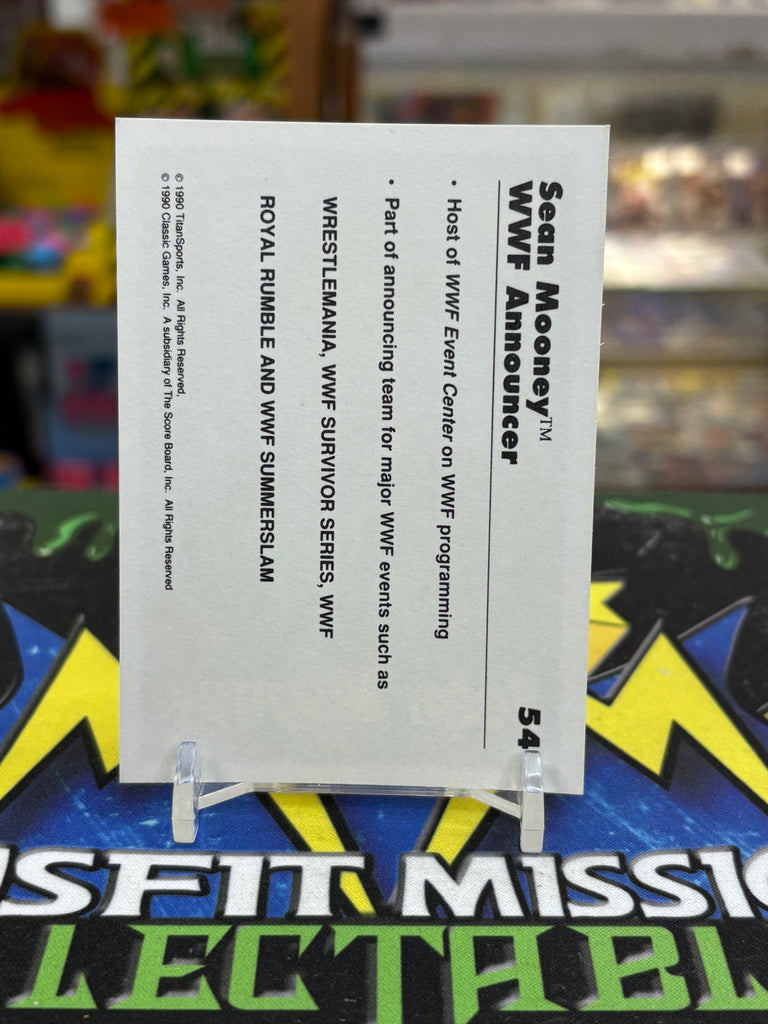 Sean Mooney™
WWF Announcer 54
• Host of WWF Event Center on WWF programming
• Part of announcing team for major WWF events such as
WRESTLEMANIA, WWF SURVIVOR SERIES, WWF
ROYAL RUMBLE AND WWF SUMMERSLAM
© 1990 TitanSports, Inc. All Rights Reserved,
© 1990 Classic Games, Inc. A subsidiary of The Score Board, Inc. All Rights Reserved
ISFIT MISSIO
LECTABL